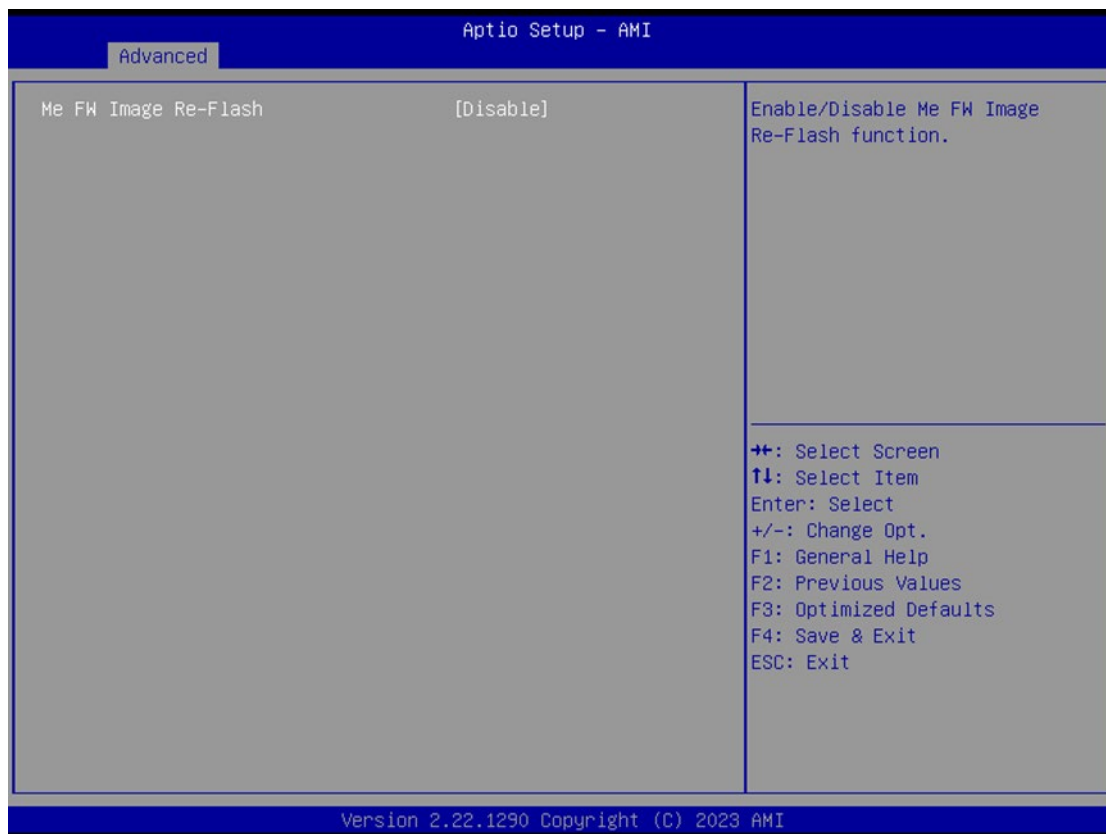 Aptio Setup – AMI
Advanced
Me FW Image Re-Flash [Disable]
Enable/Disable Me FW Image
Re-Flash function.
→←: Select Screen
↑↓: Select Item
Enter: Select
+/-: Change Opt.
F1: General Help
F2: Previous Values
F3: Optimized Defaults
F4: Save & Exit
ESC: Exit
Version 2.22.1290 Copyright (C) 2023 AMI